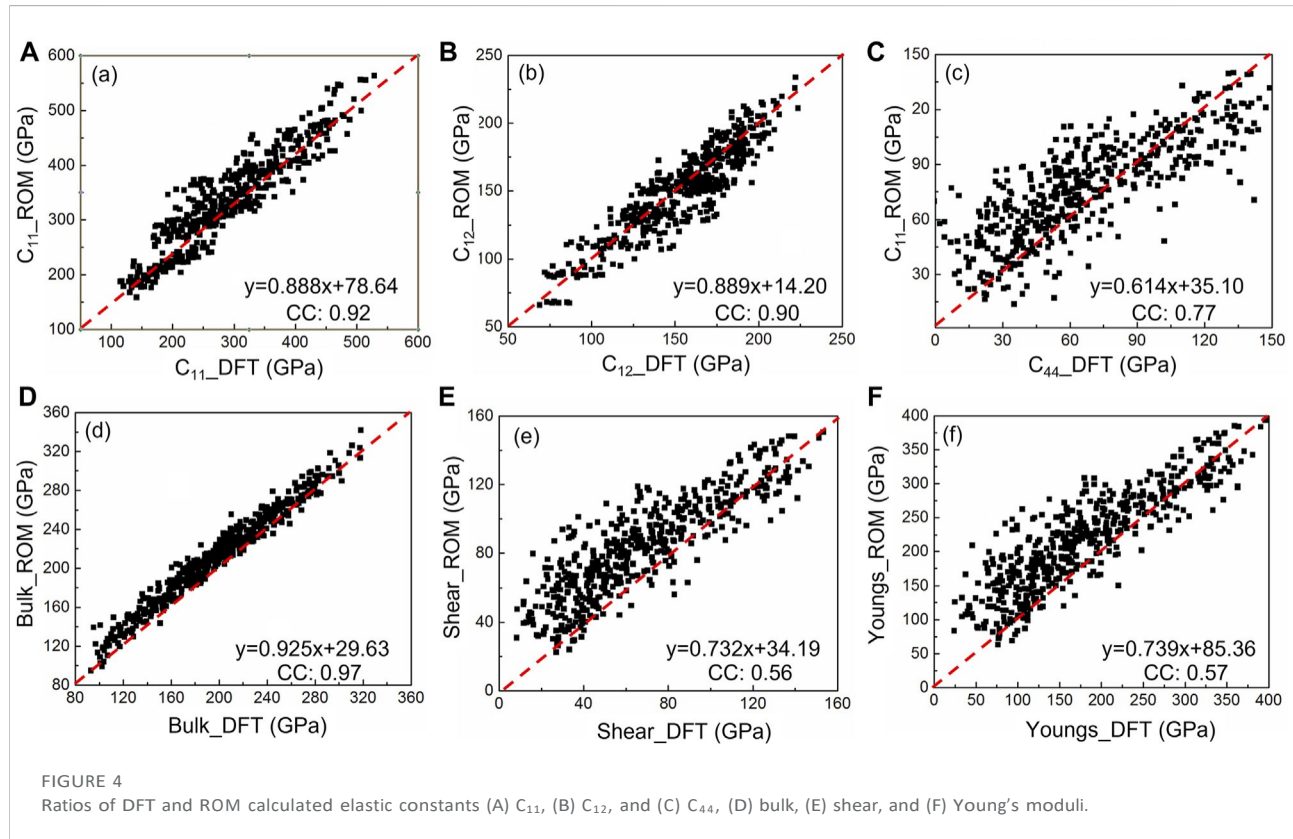 A
600
(a)
500
400
300
200
100
C₁₁_ROM (GPa)
y=0.888x+78.64
CC: 0.92
100 200 300 400 500 600
C₁₁_DFT (GPa)
B
250
(b)
200
150
100
50
C₁₂_ROM (GPa)
y=0.889x+14.20
CC: 0.90
50 100 150 200 250
C₁₂_DFT (GPa)
C
150
(c)
20
90
60
30
C₁₁_ROM (GPa)
y=0.614x+35.10
CC: 0.77
0 30 60 90 120 150
C₄₄_DFT (GPa)
D
360
(d)
320
280
240
200
160
120
80
Bulk_ROM (GPa)
y=0.925x+29.63
CC: 0.97
80 120 160 200 240 280 320 360
Bulk_DFT (GPa)
E
160
(e)
120
80
40
0
Shear_ROM (GPa)
y=0.732x+34.19
CC: 0.56
0 40 80 120 160
Shear_DFT (GPa)
F
400
(f)
350
300
250
200
150
100
50
0
Youngs_ROM (GPa)
y=0.739x+85.36
CC: 0.57
0 50 100 150 200 250 300 350 400
Youngs_DFT (GPa)
FIGURE 4
Ratios of DFT and ROM calculated elastic constants (A) C₁₁, (B) C₁₂, and (C) C₄₄, (D) bulk, (E) shear, and (F) Young's moduli.